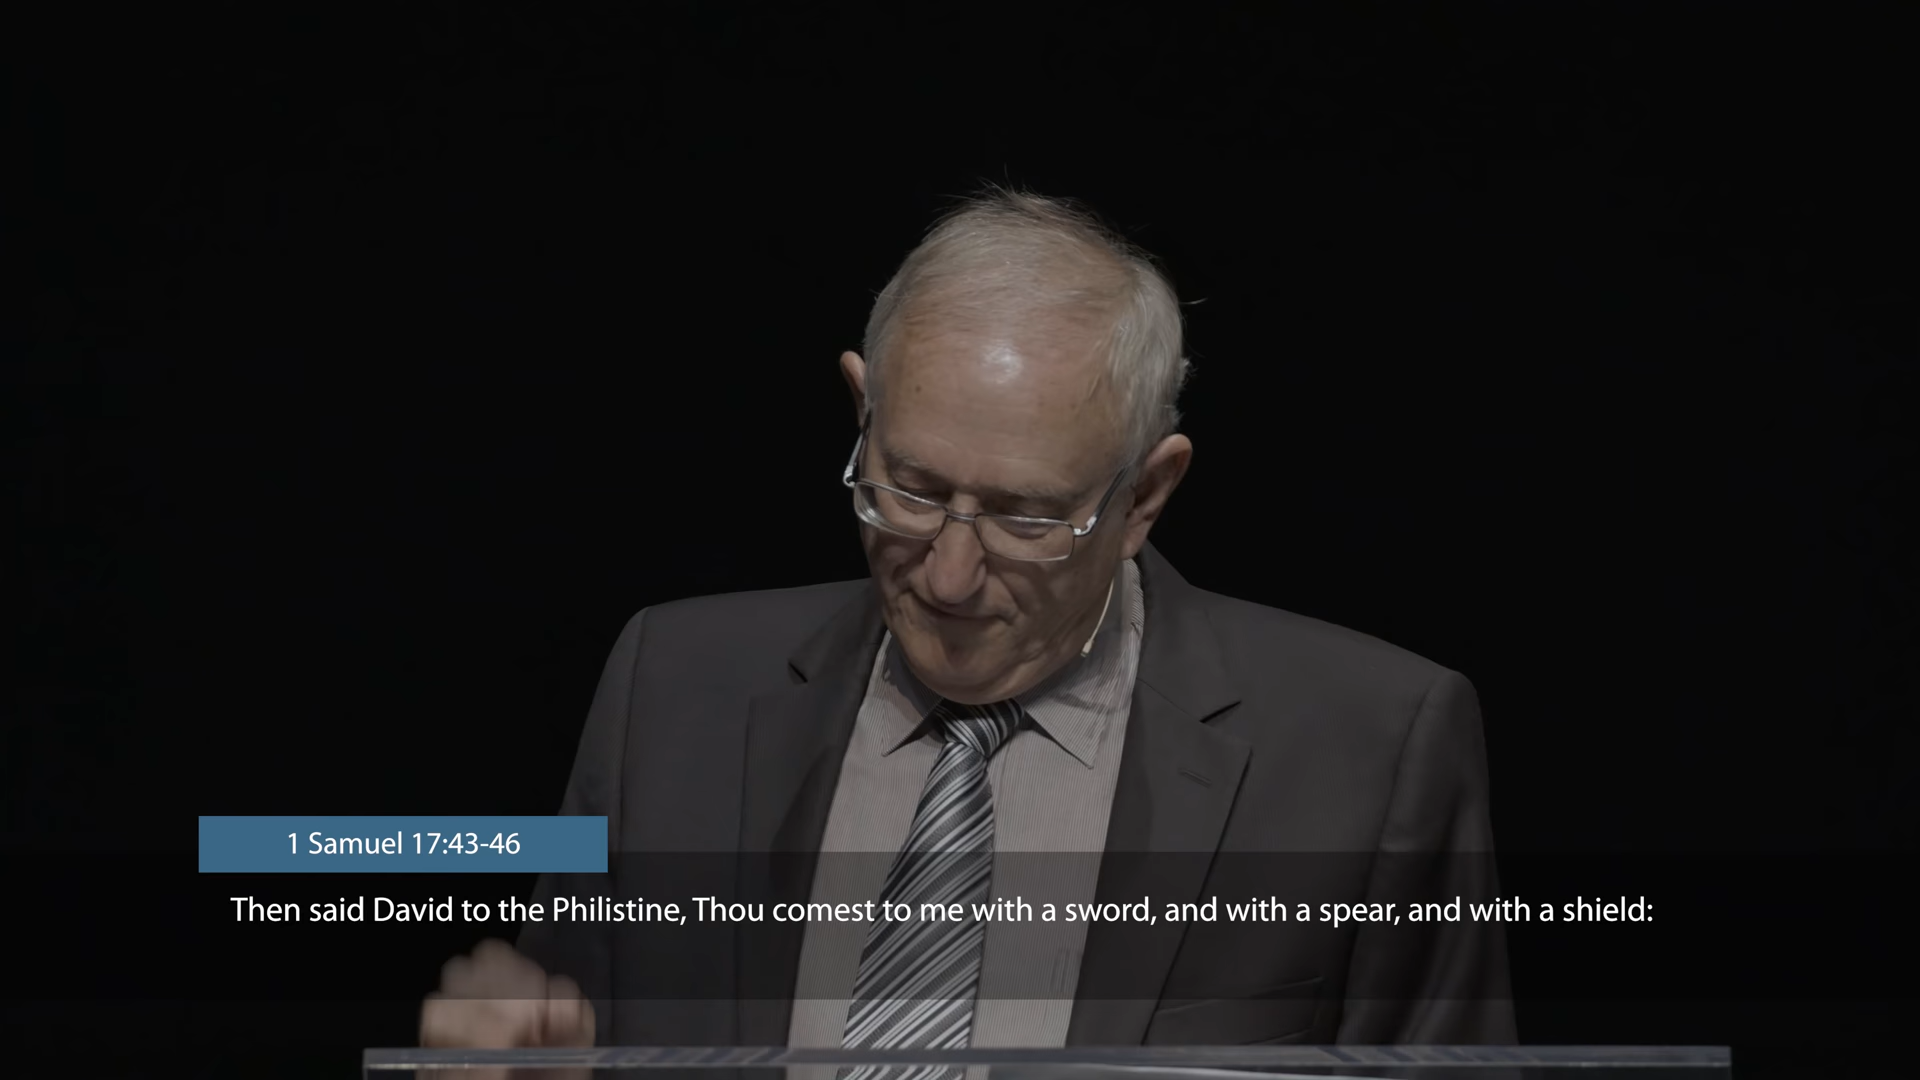 1 Samuel 17:43-46
Then said David to the Philistine, Thou comest to me with a sword, and with a spear, and with a shield: